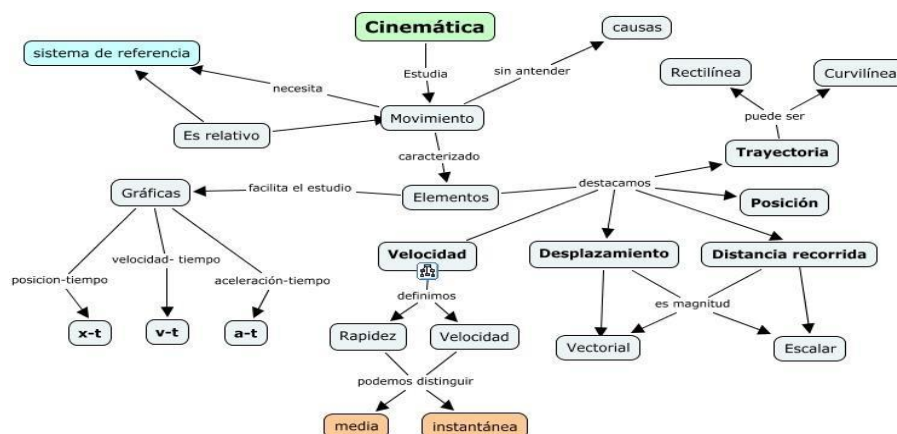 Cinemática
causas
sistema de referencia
Estudia
sin antender
necesita
Rectilínea
Curvilínea
puede ser
Es relativo
Movimiento
Trayectoria
caracterizado
Gráficas
facilita el estudio
Elementos
destacamos
Posición
Velocidad
Desplazamiento
Distancia recorrida
posicion-tiempo
velocidad- tiempo
aceleración-tiempo
definimos
es magnitud
x-t
v-t
a-t
Rapidez
Velocidad
Vectorial
Escalar
podemos distinguir
media
instantánea